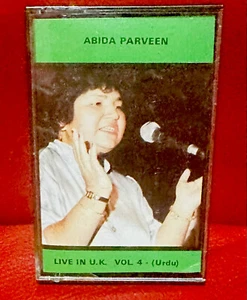 ABIDA PARVEEN
LIVE IN U.K. VOL. 4 - (Urdu)